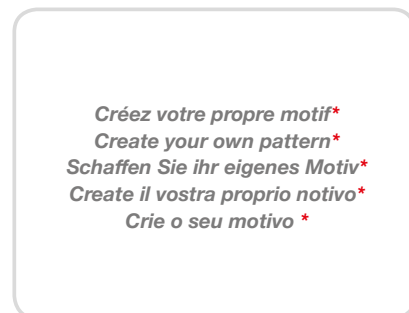 Créez votre propre motif*
Create your own pattern*
Schaffen Sie ihr eigenes Motiv*
Create il vostra proprio notivo*
Crie o seu motivo *